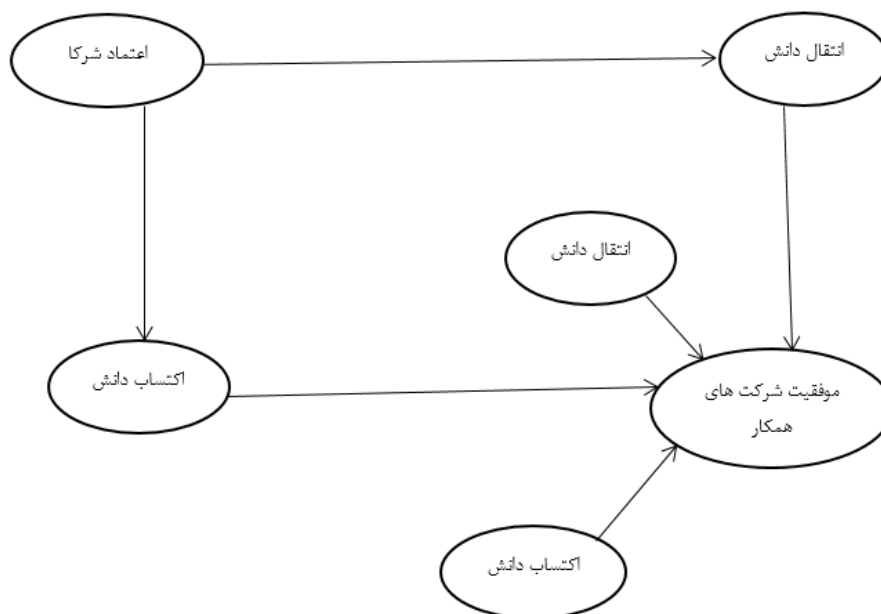 اعتماد شرکا
انتقال دانش
انتقال دانش
اکتساب دانش
موفقیت شرکت های
همکار
اکتساب دانش